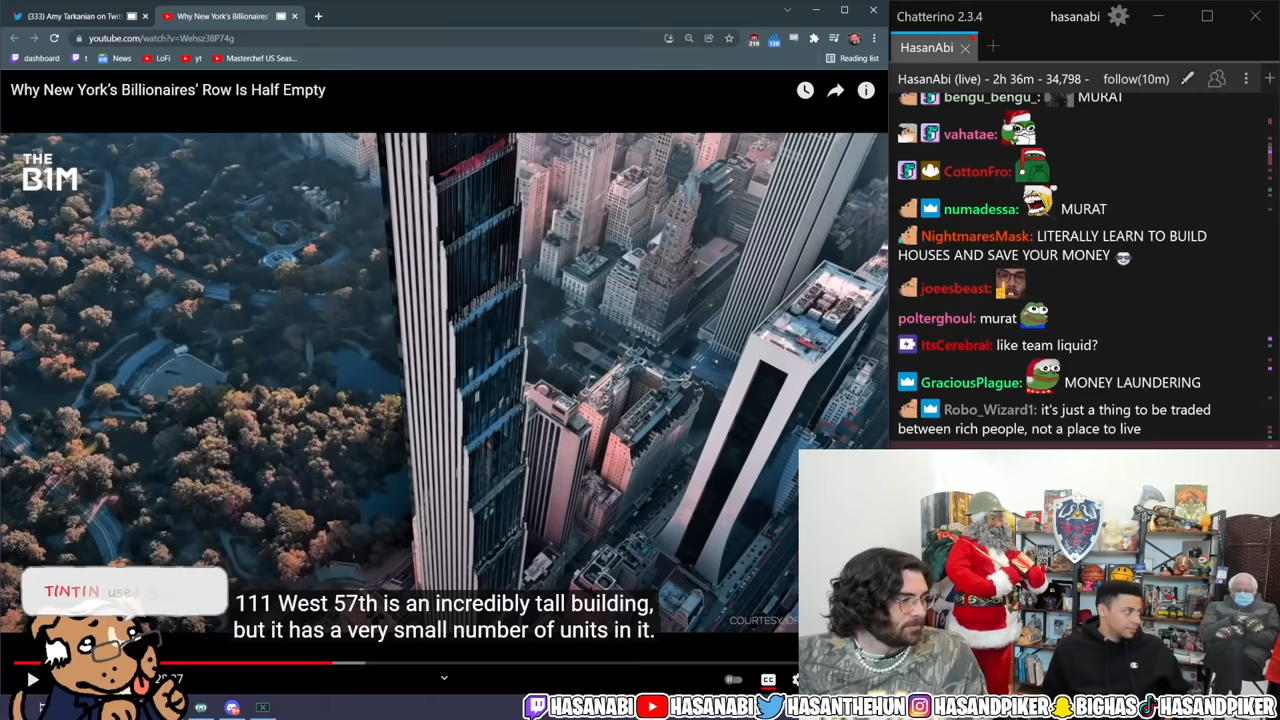 (333) Amy Tarkanian on Twit
Why New York's Billionaires'
youtube.com/watch?v=Wehsz38P74g
219
120
dashboard
t
News
LoFi
yt
Masterchef US Seas...
Reading list
Why New York's Billionaires' Row Is Half Empty
THE
B1M
111 West 57th is an incredibly tall building,
but it has a very small number of units in it.
COURTESY OF
TINTIN used
CC
Chatterino 2.3.4
hasanabi
HasanAbi
HasanAbi (live) - 2h 36m - 34,798 - follow(10m)
bengu_bengu_: MURAT
vahatae:
CottonFro:
numadessa: MURAT
NightmaresMask: LITERALLY LEARN TO BUILD
HOUSES AND SAVE YOUR MONEY
joeesbeast:
polterghoul: murat
ItsCerebral: like team liquid?
GraciousPlague: MONEY LAUNDERING
Robo_Wizard1: it's just a thing to be traded
between rich people, not a place to live
HASANABI HASANABI HASANTHEHUN HASANDPIKER BIGHAS HASANDPIKER